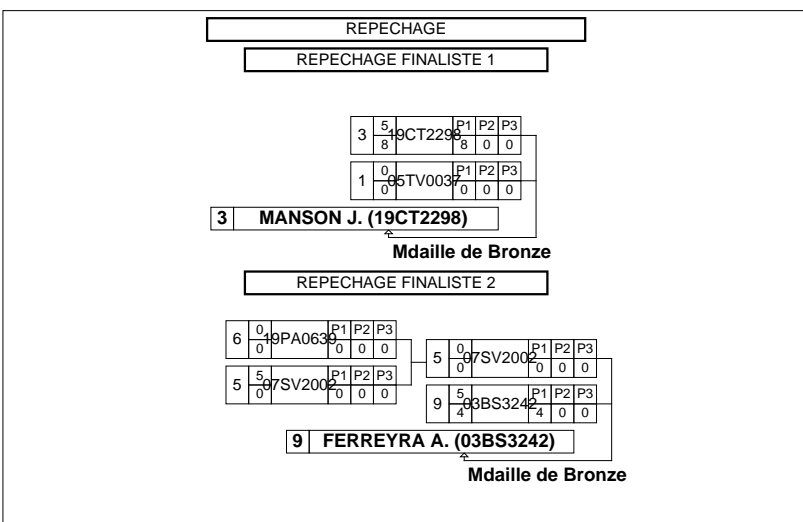 REPECHAGE
REPECHAGE FINALISTE 1
3 5 8 19CT2298 P1 P2 P3 8 0 0
1 0 0 05TV0037 P1 P2 P3 0 0 0
3 MANSON J. (19CT2298)
Mdaille de Bronze
REPECHAGE FINALISTE 2
6 0 0 19PA0639 P1 P2 P3 0 0 0
5 5 0 07SV2002 P1 P2 P3 0 0 0
5 0 0 07SV2002 P1 P2 P3 0 0 0
9 5 4 03BS3242 P1 P2 P3 4 0 0
9 FERREYRA A. (03BS3242)
Mdaille de Bronze